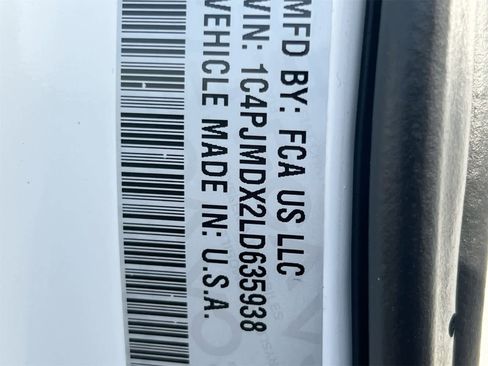 MFD BY: FCA US LLC
VIN: 1C4PJMDX2LD635938
VEHICLE MADE IN: U.S.A.